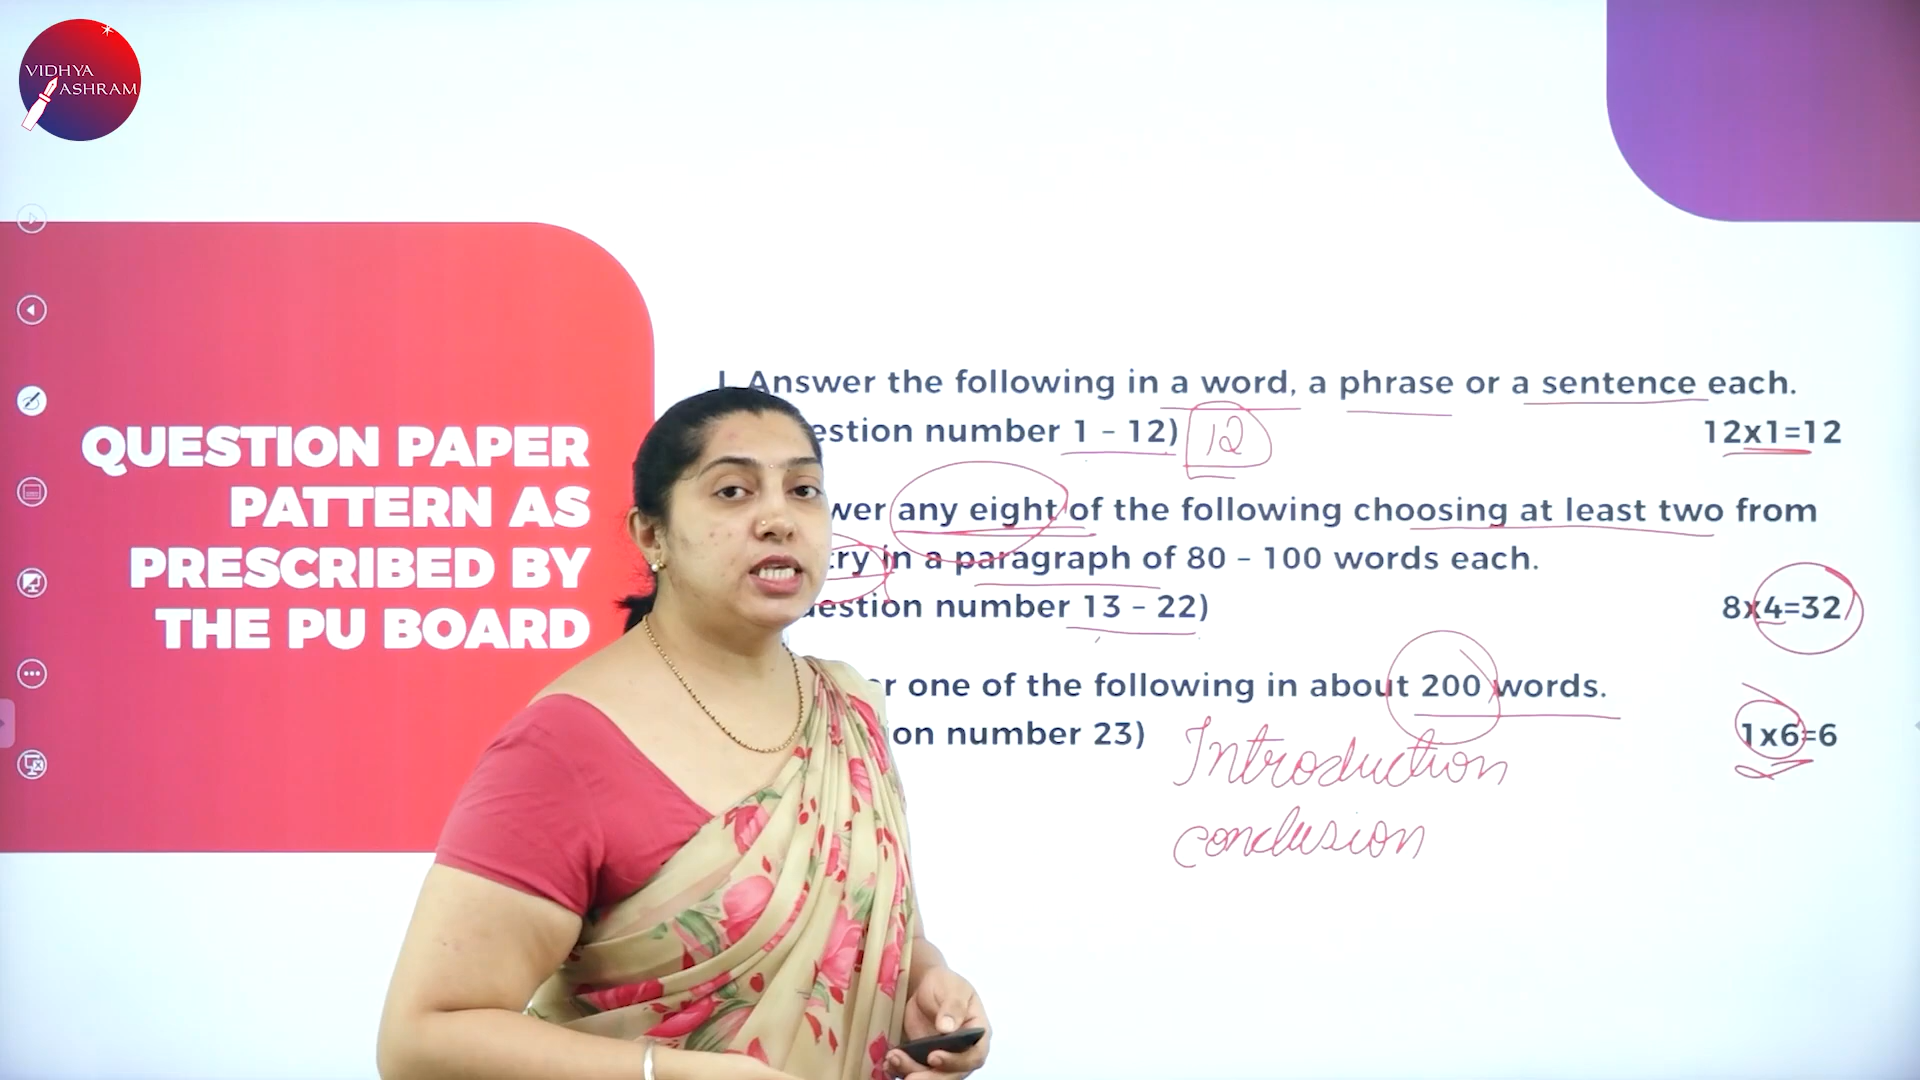 VIDHYA
ASHRAM
QUESTION PAPER
PATTERN AS
PRESCRIBED BY
THE PU BOARD
I. Answer the following in a word, a phrase or a sentence each.
estion number 1 – 12) 12 12x1=12
wer any eight of the following choosing at least two from
try in a paragraph of 80 – 100 words each.
uestion number 13 – 22) 8x4=32
r one of the following in about 200 words.
on number 23) 1x6=6
Introduction
conclusion